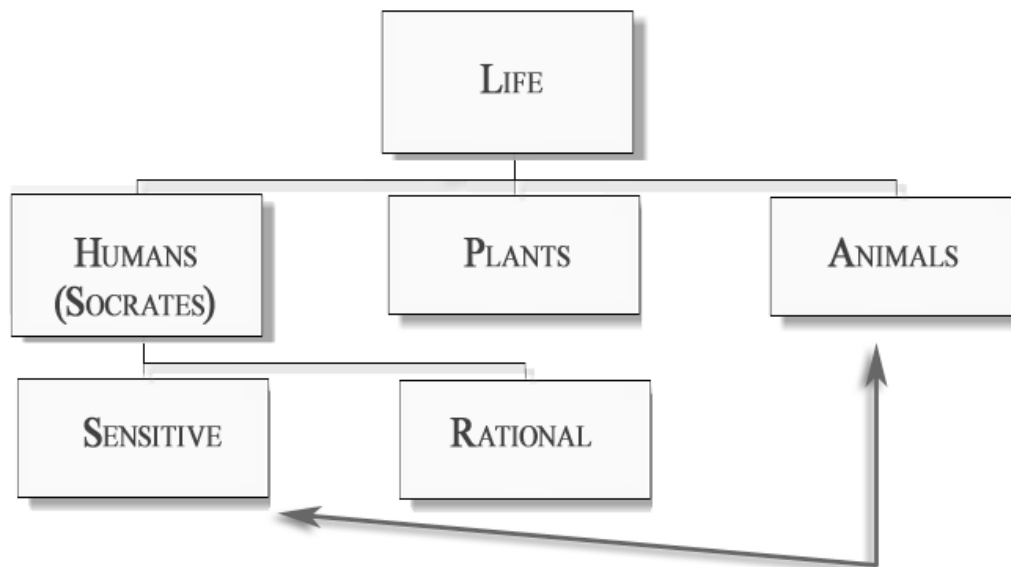 LIFE
HUMANS
(SOCRATES)
PLANTS
ANIMALS
SENSITIVE
RATIONAL